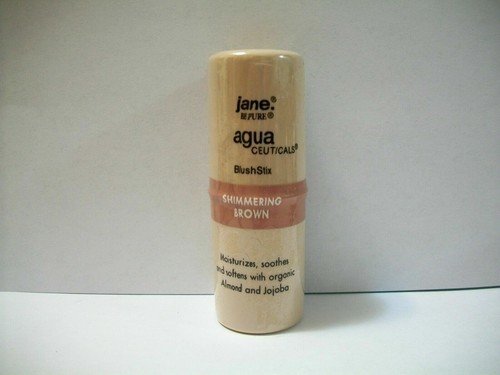 jane.®
BE PURE®
agua
CEUTICALS®
BlushStix
SHIMMERING
BROWN
Moisturizes, soothes
and softens with organic
Almond and Jojoba